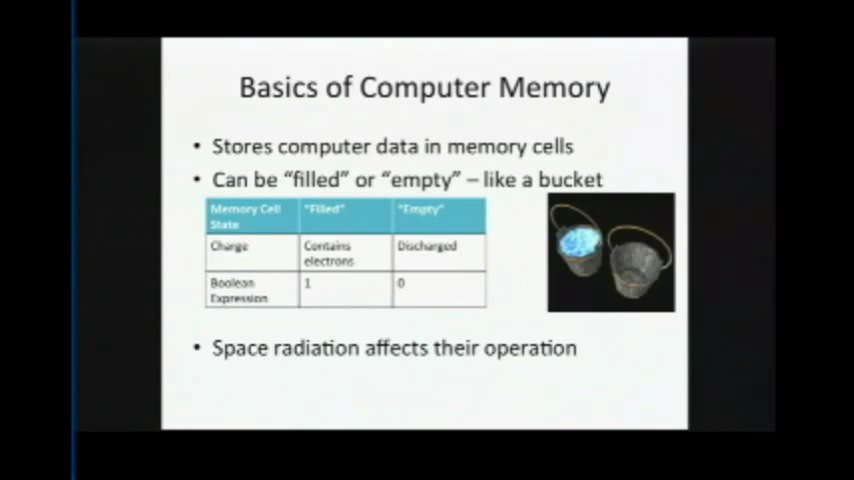 Basics of Computer Memory
• Stores computer data in memory cells
• Can be “filled” or “empty” – like a bucket
Memory Cell State “Filled” “Empty”
Charge Contains electrons Discharged
Boolean Expression 1 0
• Space radiation affects their operation